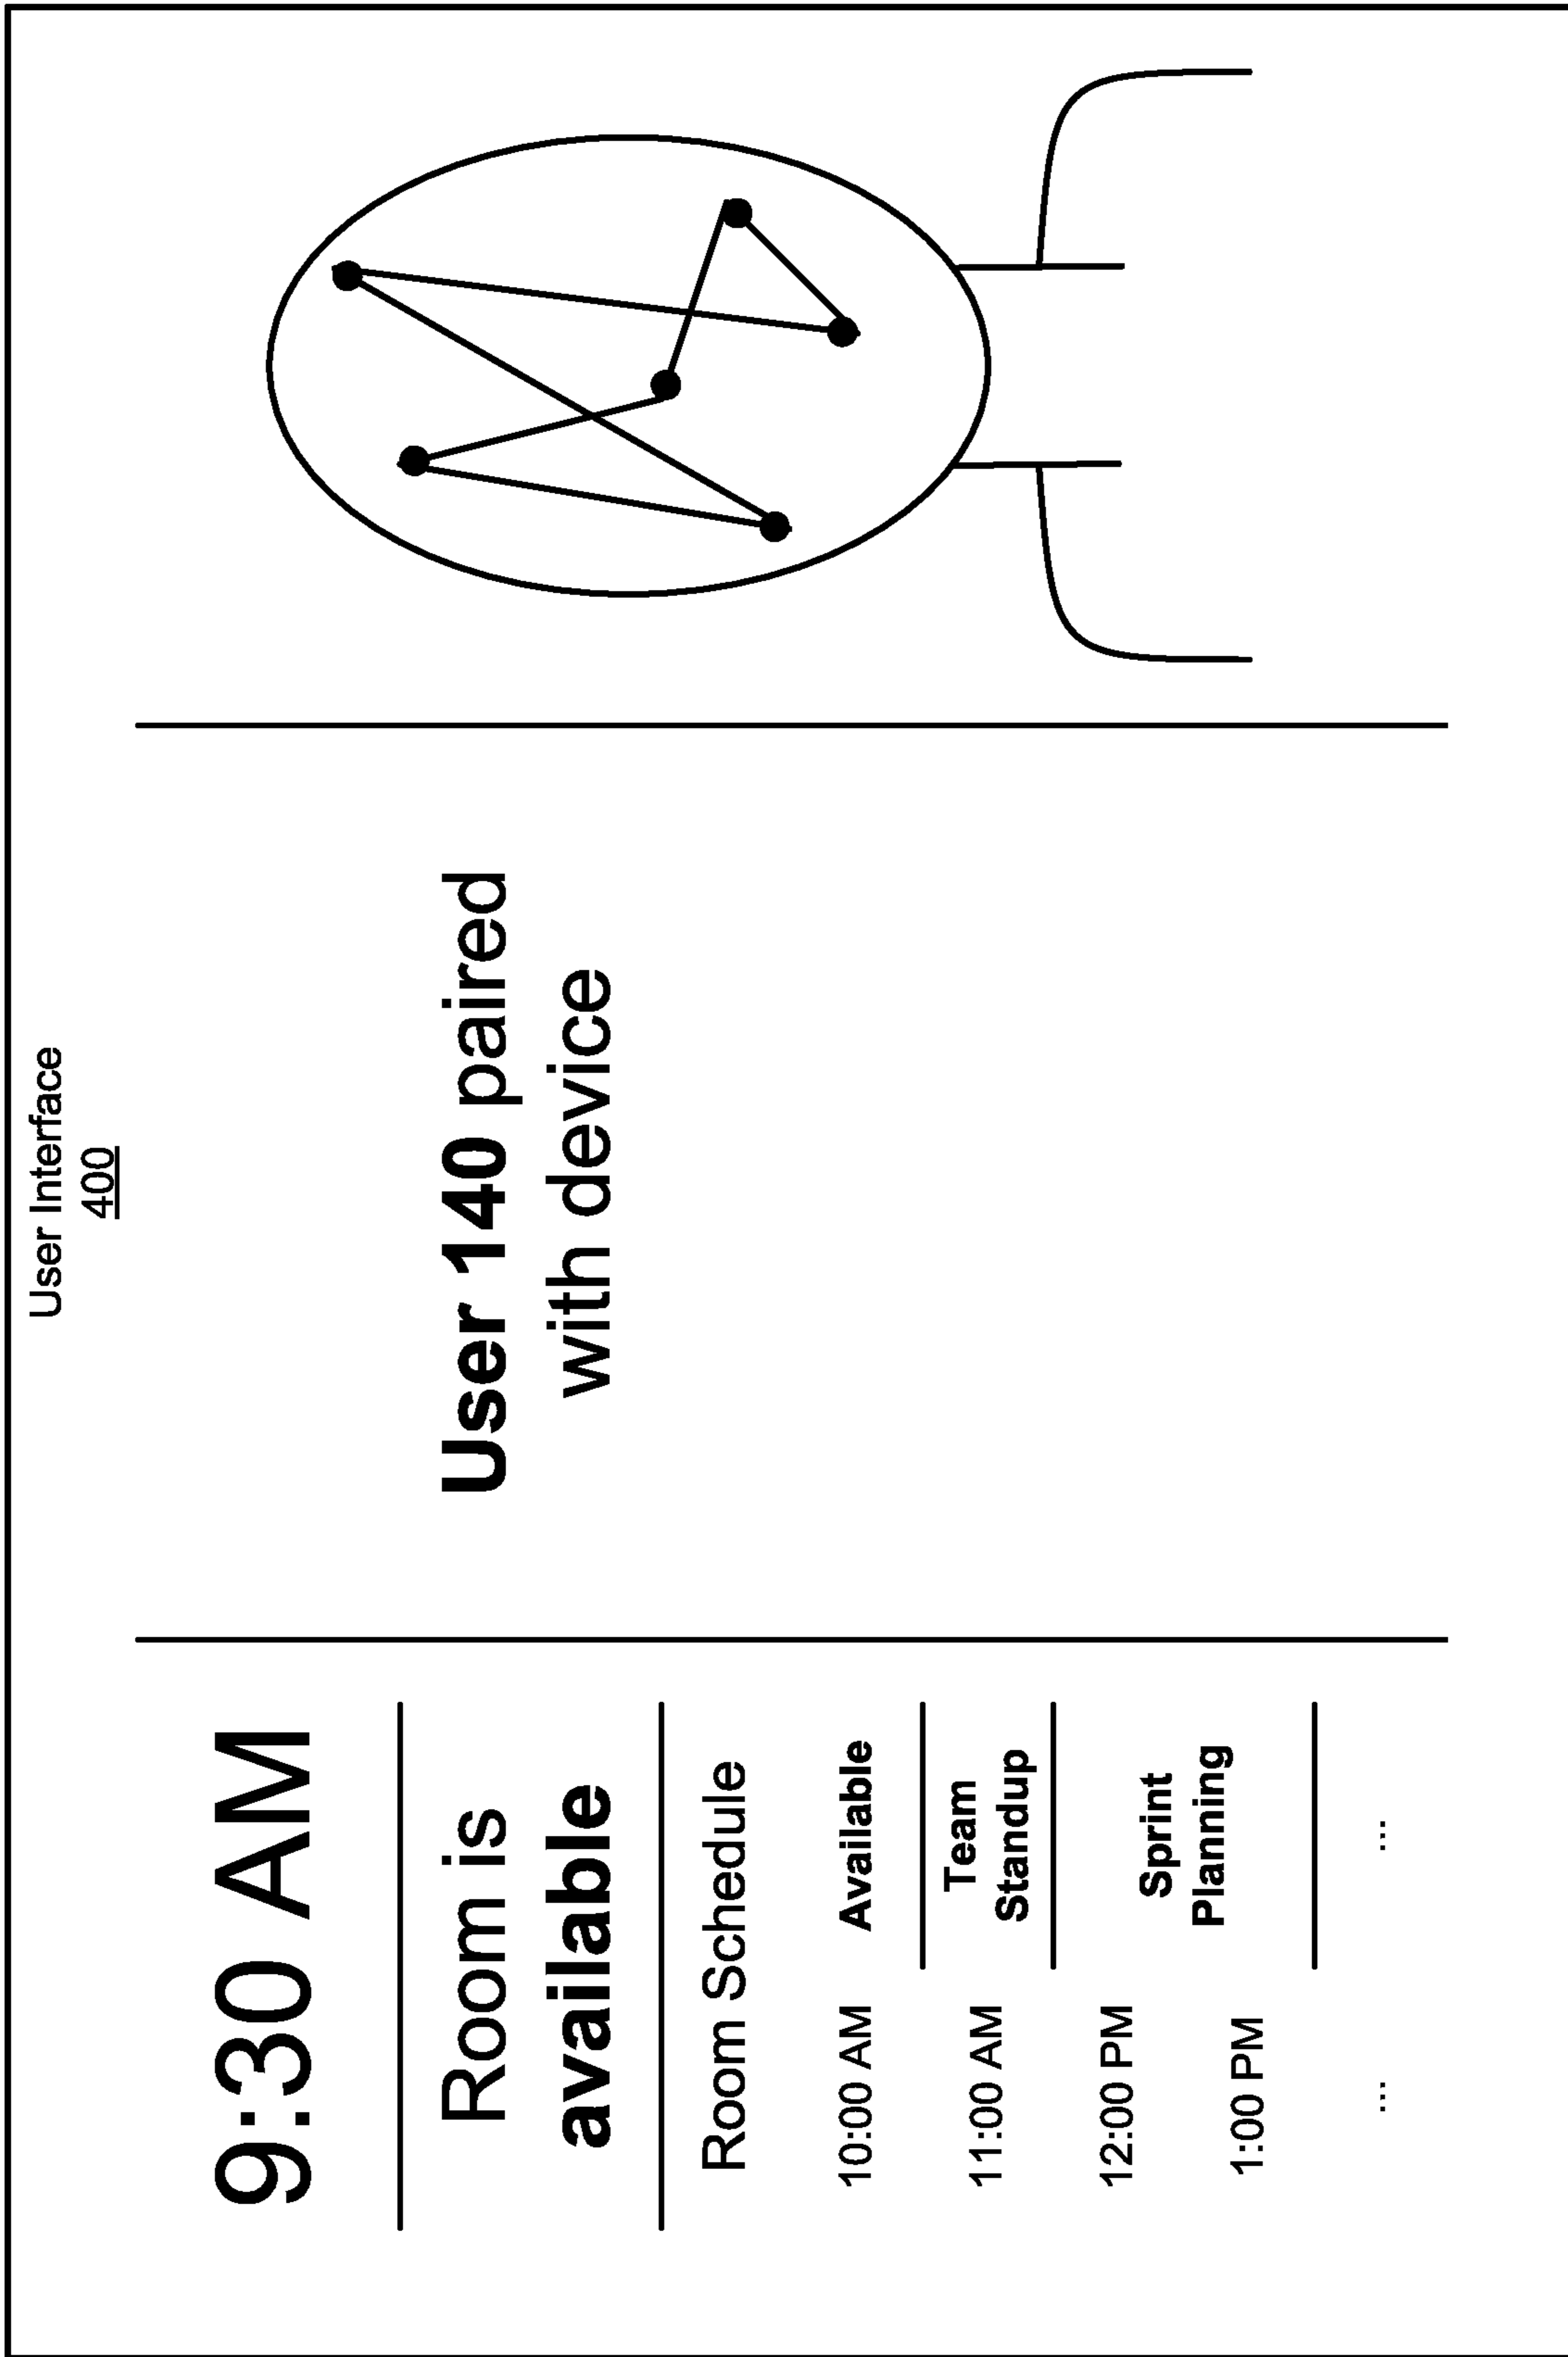 User Interface
400
9:30 AM
Room is
available
Room Schedule
10:00 AM Available
11:00 AM Team
Standup
12:00 PM Sprint
Planning
1:00 PM
... ...
User 140 paired
with device